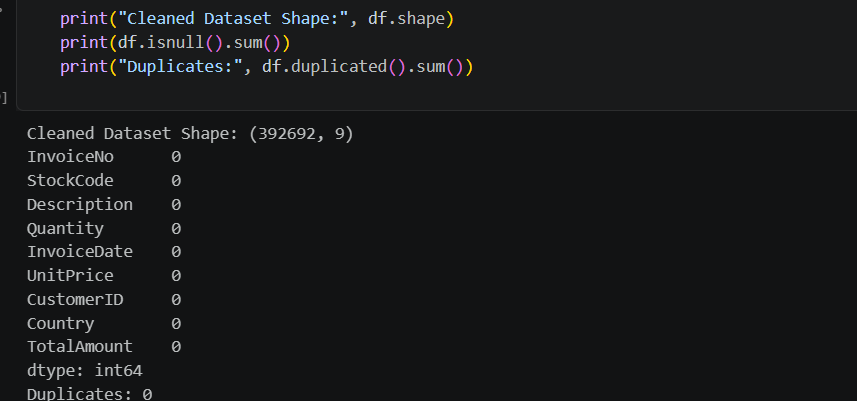 print("Cleaned Dataset Shape:", df.shape)
print(df.isnull().sum())
print("Duplicates:", df.duplicated().sum())
]
Cleaned Dataset Shape: (392692, 9)
InvoiceNo 0
StockCode 0
Description 0
Quantity 0
InvoiceDate 0
UnitPrice 0
CustomerID 0
Country 0
TotalAmount 0
dtype: int64
Duplicates: 0